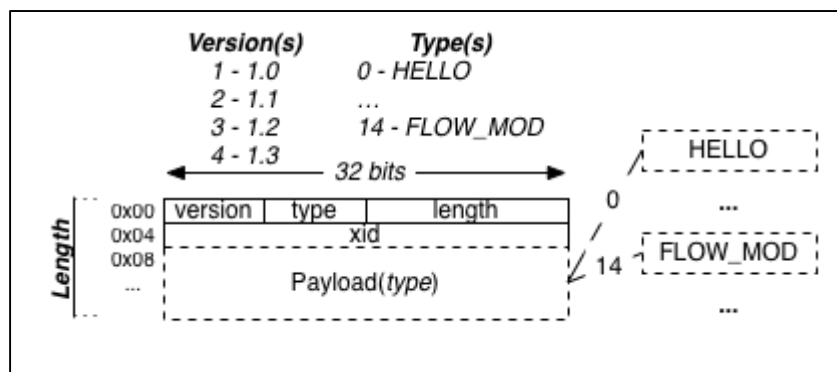 Version(s) Type(s)
1 - 1.0 0 - HELLO
2 - 1.1 ...
3 - 1.2 14 - FLOW_MOD
4 - 1.3
32 bits
HELLO
0
...
Length
0x00 version type length
0x04 xid
0x08
...
Payload(type)
14
FLOW_MOD
...